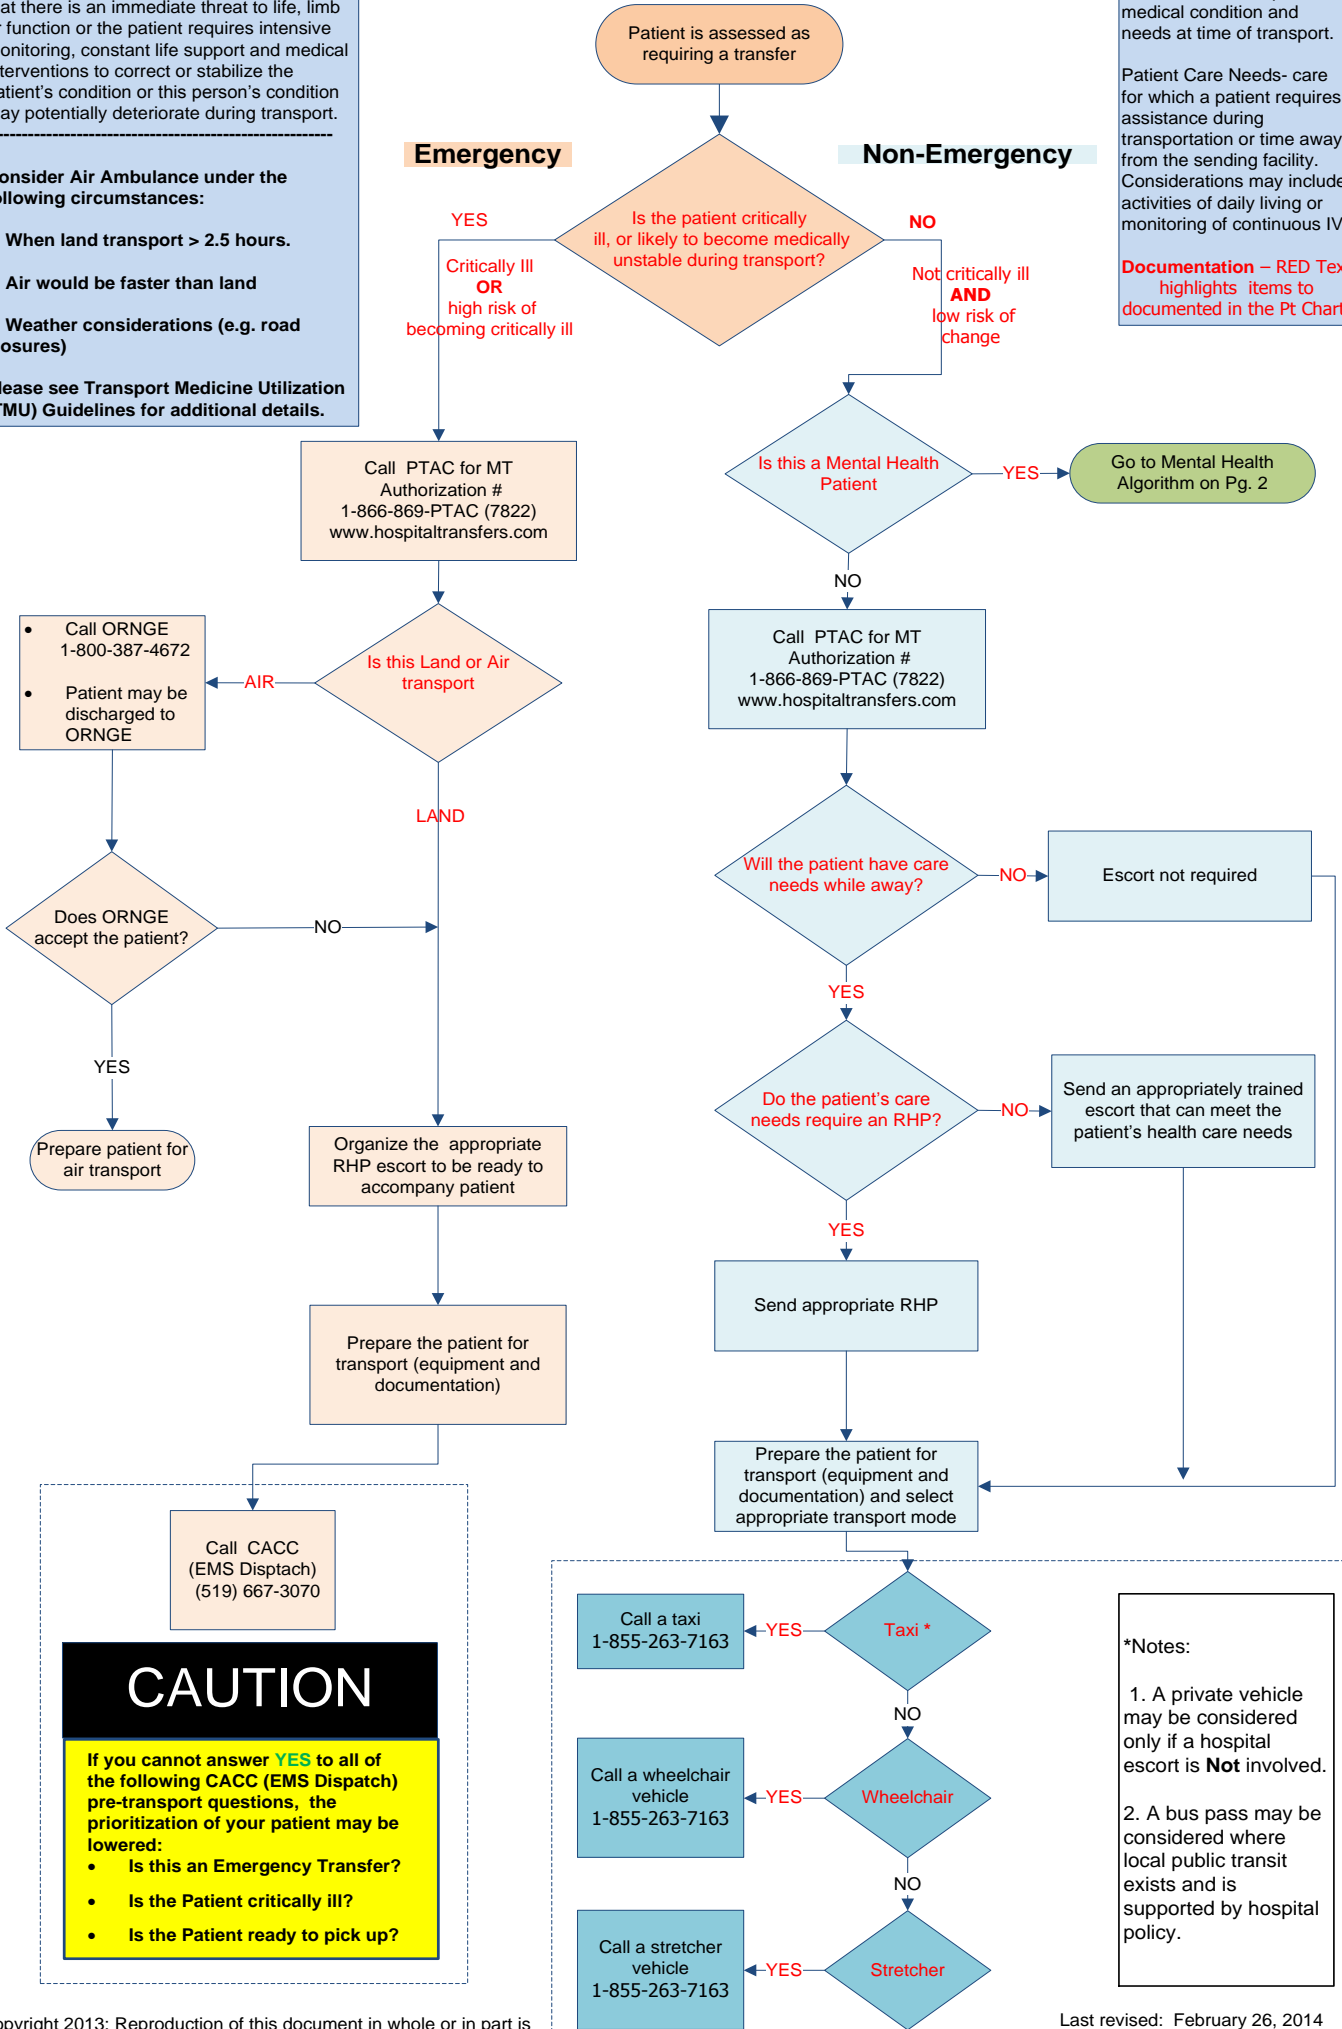 at there is an immediate threat to life, limb
function or the patient requires intensive
onitoring, constant life support and medical
terventions to correct or stabilize the
atient's condition or this person's condition
ay potentially deteriorate during transport.
onsider Air Ambulance under the
llowing circumstances:
When land transport > 2.5 hours.
Air would be faster than land
Weather considerations (e.g. road
osures)
lease see Transport Medicine Utilization
TMU) Guidelines for additional details.
Patient is assessed as
requiring a transfer
medical condition and
needs at time of transport.
Patient Care Needs- care
for which a patient requires
assistance during
transportation or time away
from the sending facility.
Considerations may include
activities of daily living or
monitoring of continuous IV
Documentation – RED Tex
highlights items to
documented in the Pt Chart
Emergency
Non-Emergency
Is the patient critically
ill, or likely to become medically
unstable during transport?
YES
Critically Ill
OR
high risk of
becoming critically ill
NO
Not critically ill
AND
low risk of
change
Call PTAC for MT
Authorization #
1-866-869-PTAC (7822)
www.hospitaltransfers.com
Is this a Mental Health
Patient
YES
Go to Mental Health
Algorithm on Pg. 2
NO
Call PTAC for MT
Authorization #
1-866-869-PTAC (7822)
www.hospitaltransfers.com
Is this Land or Air
transport
AIR
• Call ORNGE
1-800-387-4672
• Patient may be
discharged to
ORNGE
LAND
Does ORNGE
accept the patient?
NO
YES
Prepare patient for
air transport
Will the patient have care
needs while away?
NO
Escort not required
YES
Do the patient's care
needs require an RHP?
NO
Send an appropriately trained
escort that can meet the
patient's health care needs
YES
Send appropriate RHP
Organize the appropriate
RHP escort to be ready to
accompany patient
Prepare the patient for
transport (equipment and
documentation)
Prepare the patient for
transport (equipment and
documentation) and select
appropriate transport mode
Call CACC
(EMS Disptach)
(519) 667-3070
CAUTION
If you cannot answer YES to all of
the following CACC (EMS Dispatch)
pre-transport questions, the
prioritization of your patient may be
lowered:
• Is this an Emergency Transfer?
• Is the Patient critically ill?
• Is the Patient ready to pick up?
Taxi *
YES
Call a taxi
1-855-263-7163
NO
Wheelchair
YES
Call a wheelchair
vehicle
1-855-263-7163
NO
Stretcher
YES
Call a stretcher
vehicle
1-855-263-7163
*Notes:
1. A private vehicle
may be considered
only if a hospital
escort is Not involved.
2. A bus pass may be
considered where
local public transit
exists and is
supported by hospital
policy.
opyright 2013: Reproduction of this document in whole or in part is
Last revised: February 26, 2014